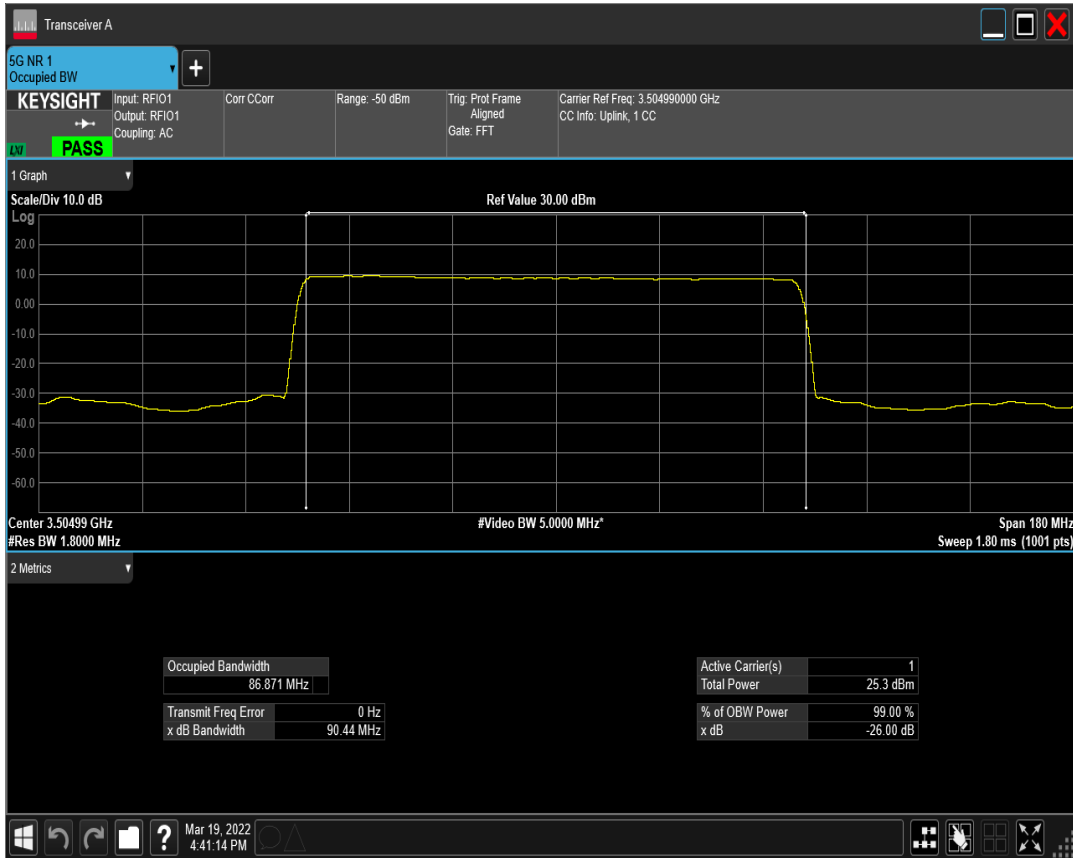 Transceiver A
5G NR 1
Occupied BW
+
KEYSIGHT
LXI
PASS
Input: RFIO1
Output: RFIO1
Coupling: AC
Corr CCorr
Range: -50 dBm
Trig: Prot Frame
Aligned
Gate: FFT
Carrier Ref Freq: 3.504990000 GHz
CC Info: Uplink, 1 CC
1 Graph
Scale/Div 10.0 dB
Ref Value 30.00 dBm
Log
20.0
10.0
0.00
-10.0
-20.0
-30.0
-40.0
-50.0
-60.0
Center 3.50499 GHz
#Video BW 5.0000 MHz*
Span 180 MHz
#Res BW 1.8000 MHz
Sweep 1.80 ms (1001 pts)
2 Metrics
Occupied Bandwidth
86.871 MHz
Transmit Freq Error 0 Hz
x dB Bandwidth 90.44 MHz
Active Carrier(s) 1
Total Power 25.3 dBm
% of OBW Power 99.00 %
x dB -26.00 dB
?
Mar 19, 2022
4:41:14 PM